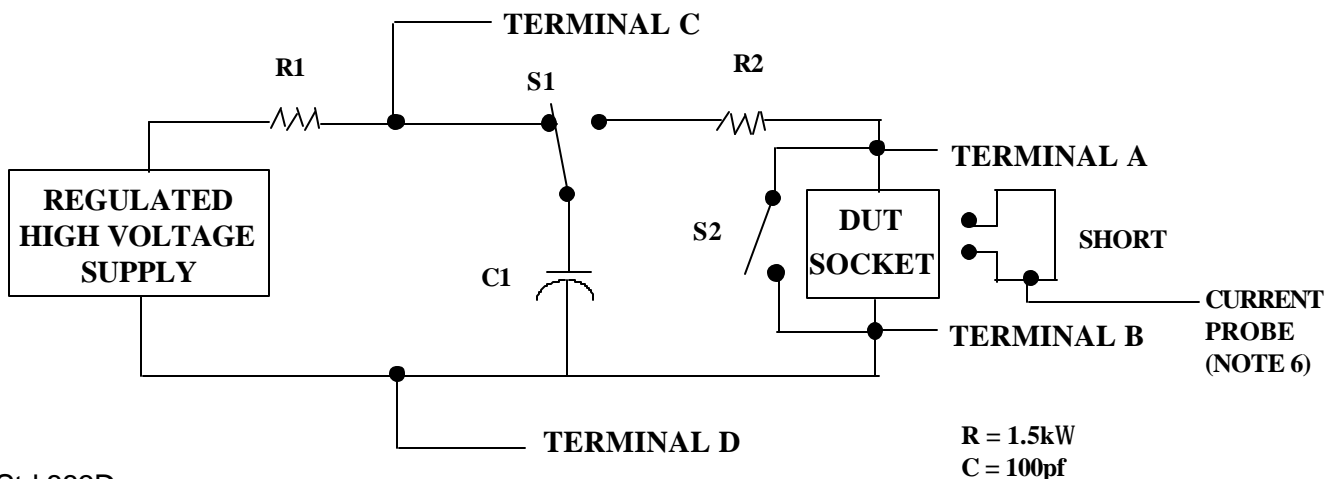 TERMINAL C
R1
S1
R2
TERMINAL A
REGULATED
HIGH VOLTAGE
SUPPLY
DUT
SOCKET
S2
SHORT
C1
CURRENT
PROBE
(NOTE 6)
TERMINAL B
TERMINAL D
R = 1.5kW
C = 100pf